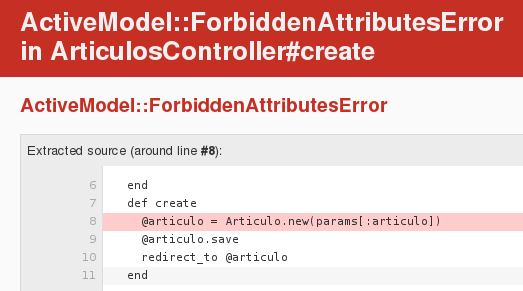 ActiveModel::ForbiddenAttributesError
in ArticulosController#create
ActiveModel::ForbiddenAttributesError
Extracted source (around line #8):
6 end
7 def create
8 @articulo = Articulo.new(params[:articulo])
9 @articulo.save
10 redirect_to @articulo
11 end